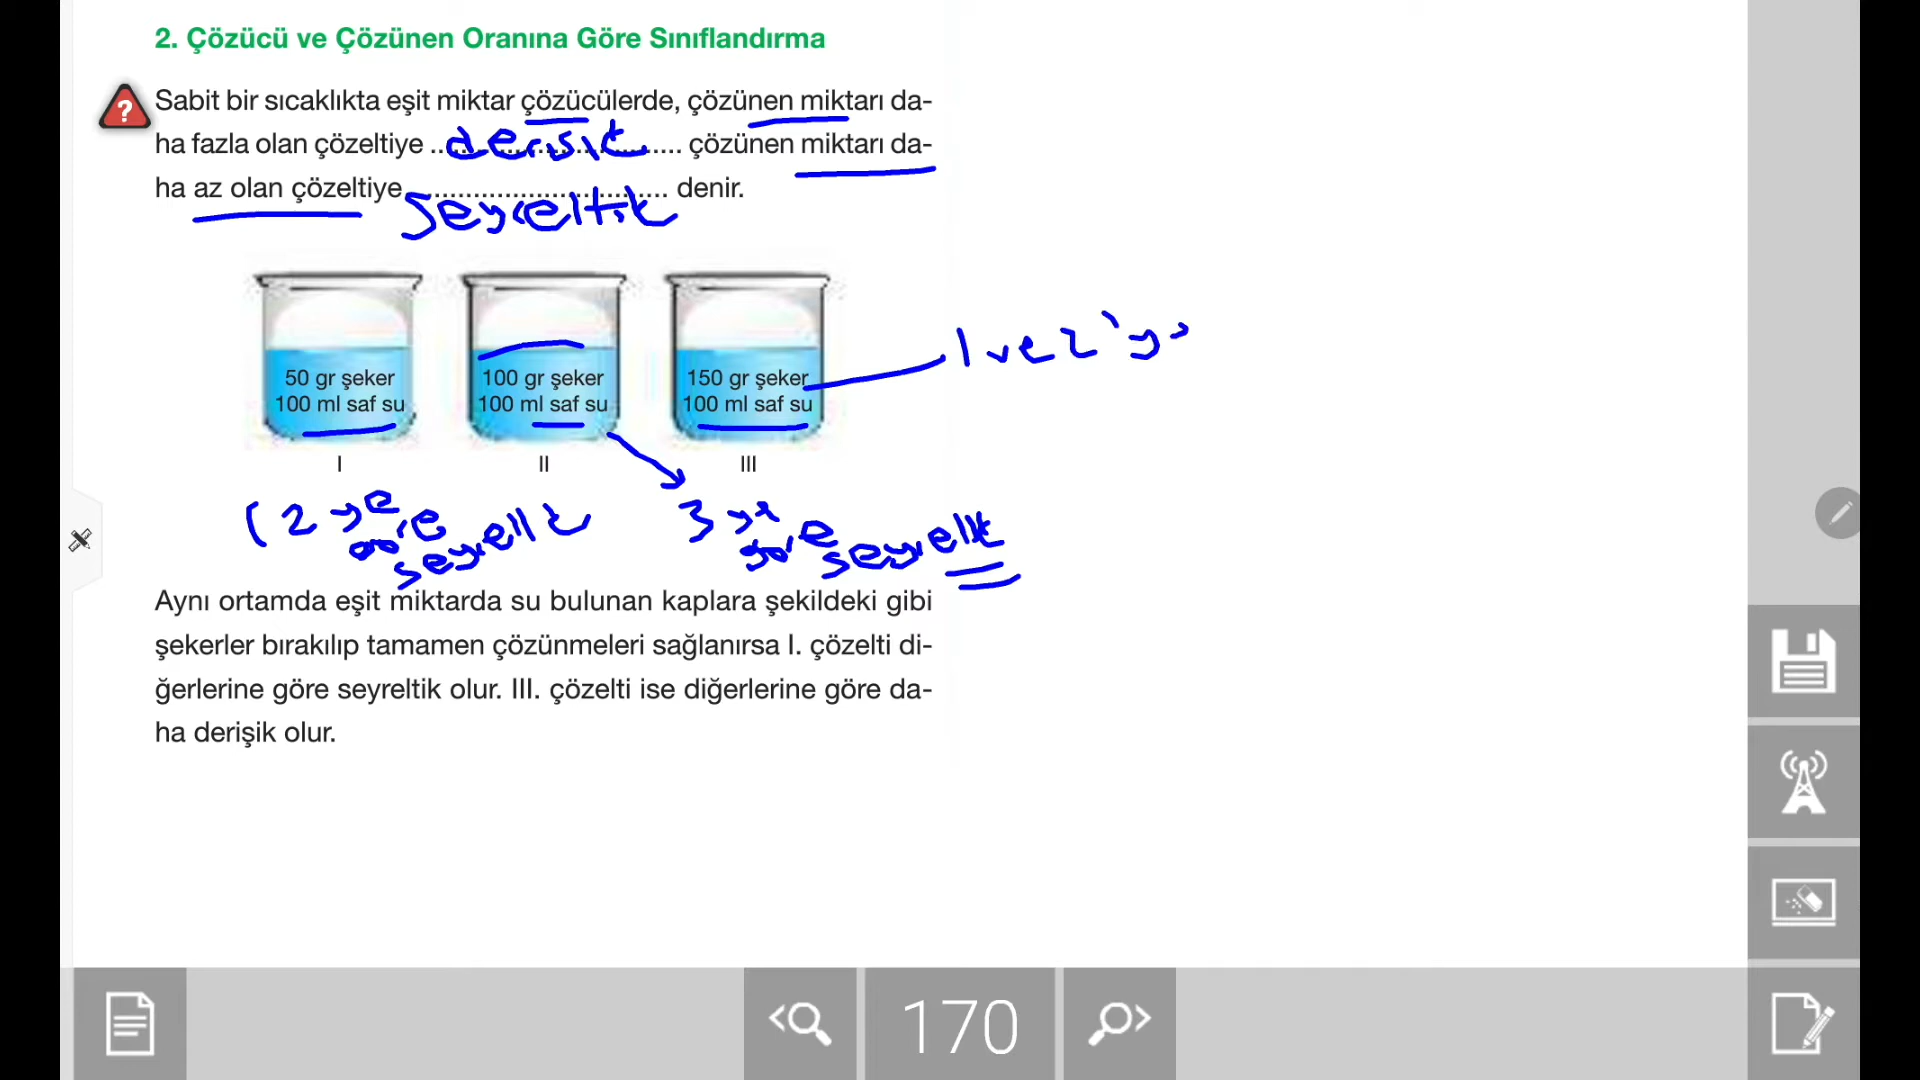 2. Çözücü ve Çözünen Oranına Göre Sınıflandırma
?
Sabit bir sıcaklıkta eşit miktar çözücülerde, çözünen miktarı da-
ha fazla olan çözeltiye .. derişik .... çözünen miktarı da-
ha az olan çözeltiye ............................... denir.
seyreltik
50 gr şeker
100 ml saf su
100 gr şeker
100 ml saf su
150 gr şeker
100 ml saf su
1 ve 2'ye
I
II
III
2 ye
göre
3 ye
göre
Aynı ortamda eşit miktarda su bulunan kaplara şekildeki gibi
şekerler bırakılıp tamamen çözünmeleri sağlanırsa I. çözelti di-
ğerlerine göre seyreltik olur. III. çözelti ise diğerlerine göre da-
ha derişik olur.
170